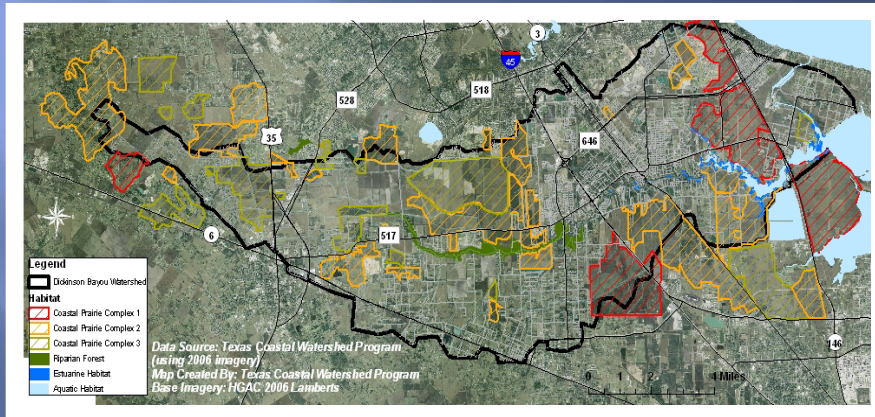 3
45
518
528
646
35
6
517
146
Legend
Dickinson Bayou Watershed
Habitat
Coastal Prairie Complex 1
Coastal Prairie Complex 2
Coastal Prairie Complex 3
Riparian Forest
Estuarine Habitat
Aquatic Habitat
Data Source: Texas Coastal Watershed Program
(using 2006 imagery)
Map Created By: Texas Coastal Watershed Program
Base Imagery: HGAC 2006 Lamberts
0 1 2 4 Miles